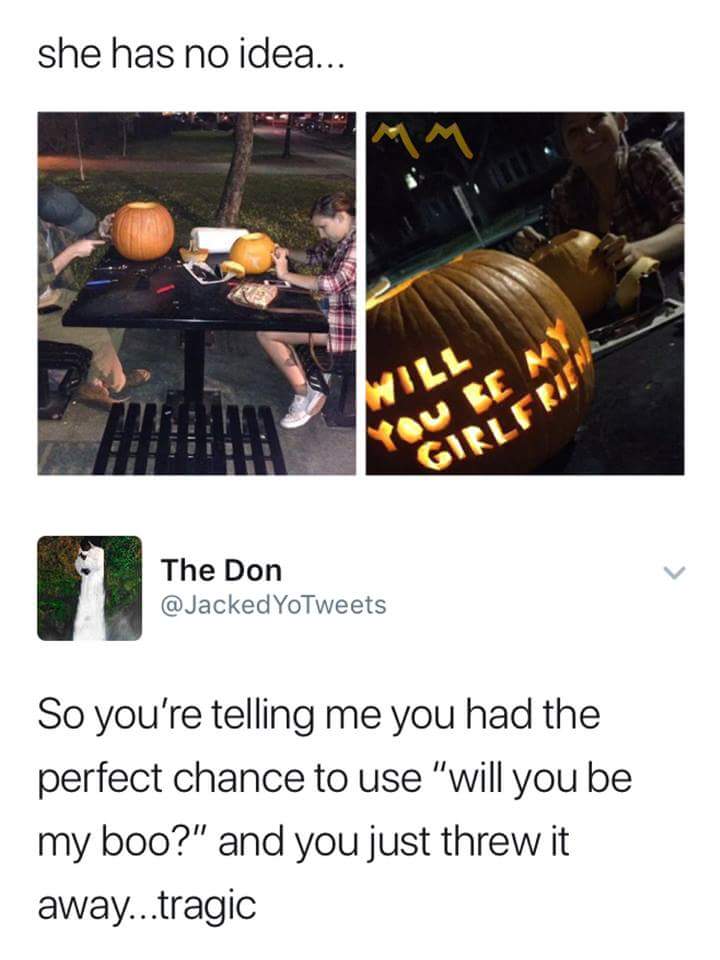 she has no idea...
WILL
YOU BE MY
GIRLFRIEN
The Don
@JackedYoTweets
So you're telling me you had the
perfect chance to use "will you be
my boo?" and you just threw it
away...tragic